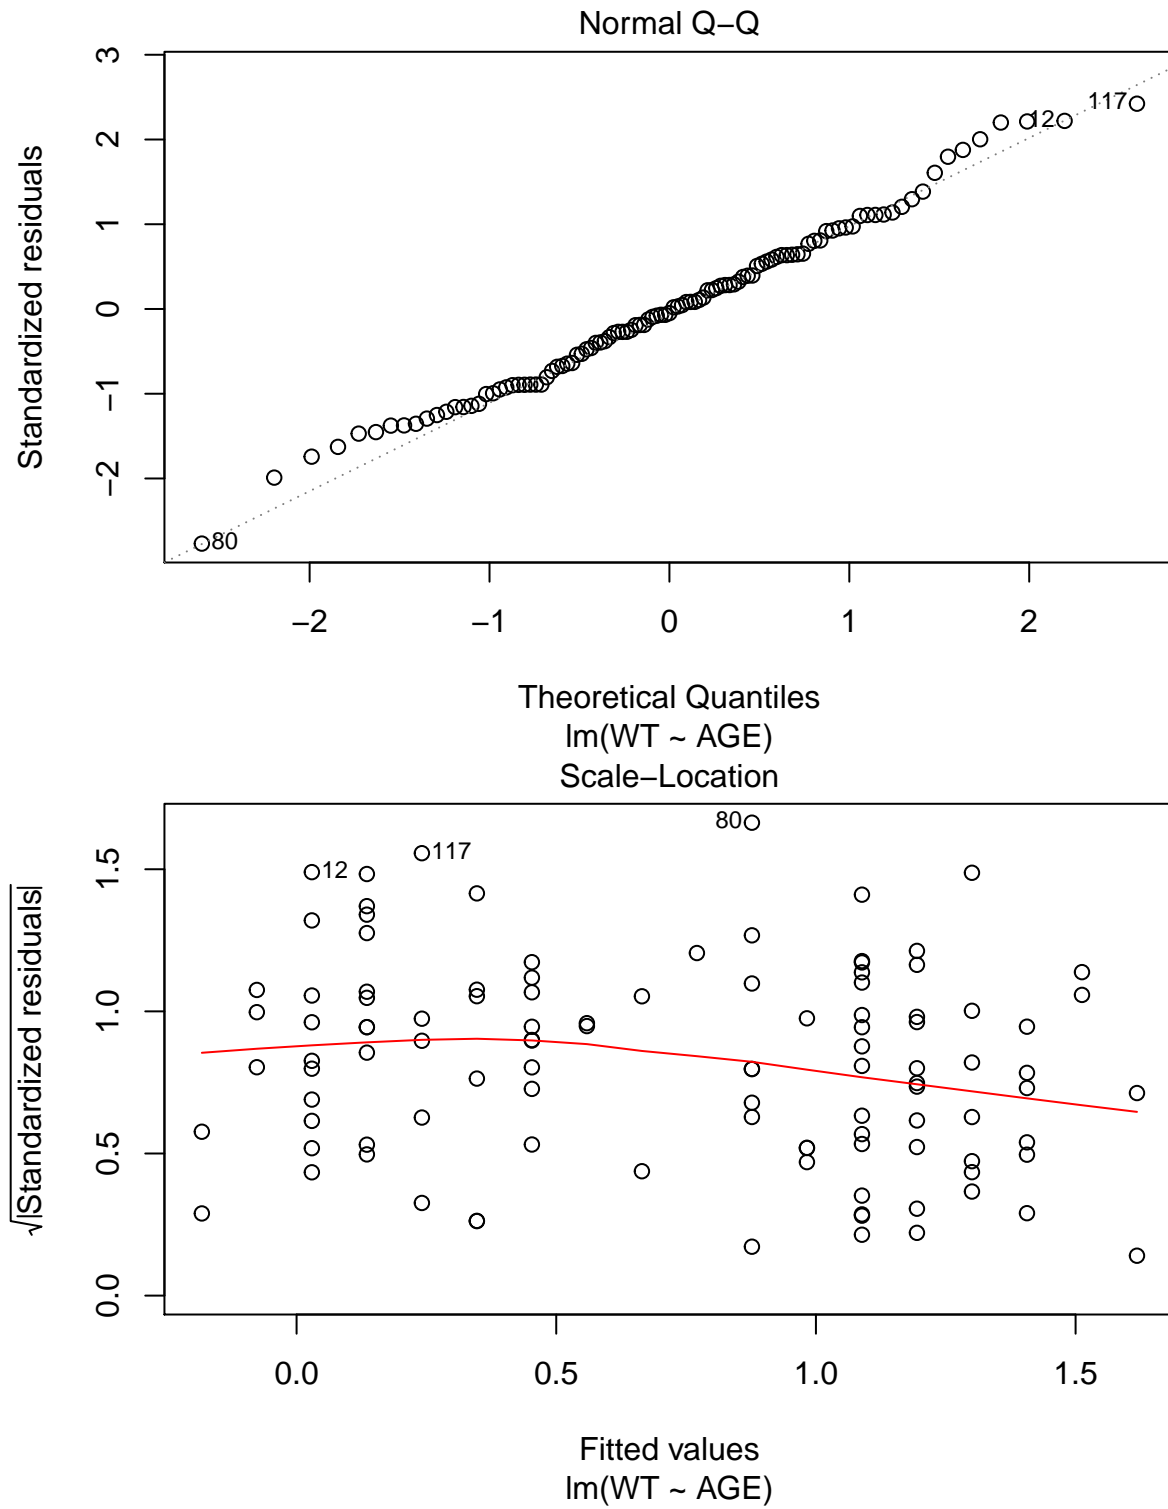 Normal Q−Q
Standardized residuals
3
2
1
0
−1
−2
80
12
117
−2 −1 0 1 2
Theoretical Quantiles
lm(WT ~ AGE)
Scale−Location
√|Standardized residuals|
1.5
1.0
0.5
0.0
12
117
80
0.0 0.5 1.0 1.5
Fitted values
lm(WT ~ AGE)